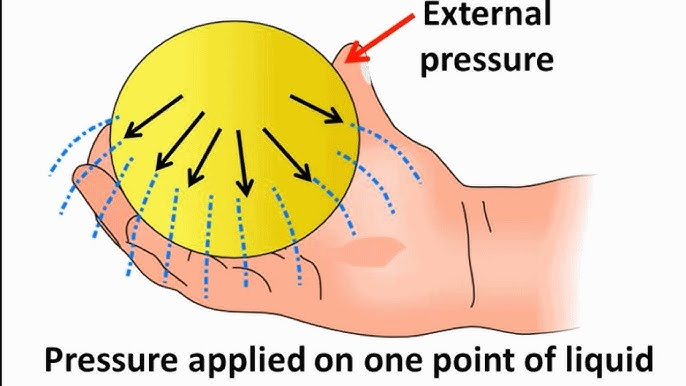 External
pressure
Pressure applied on one point of liquid